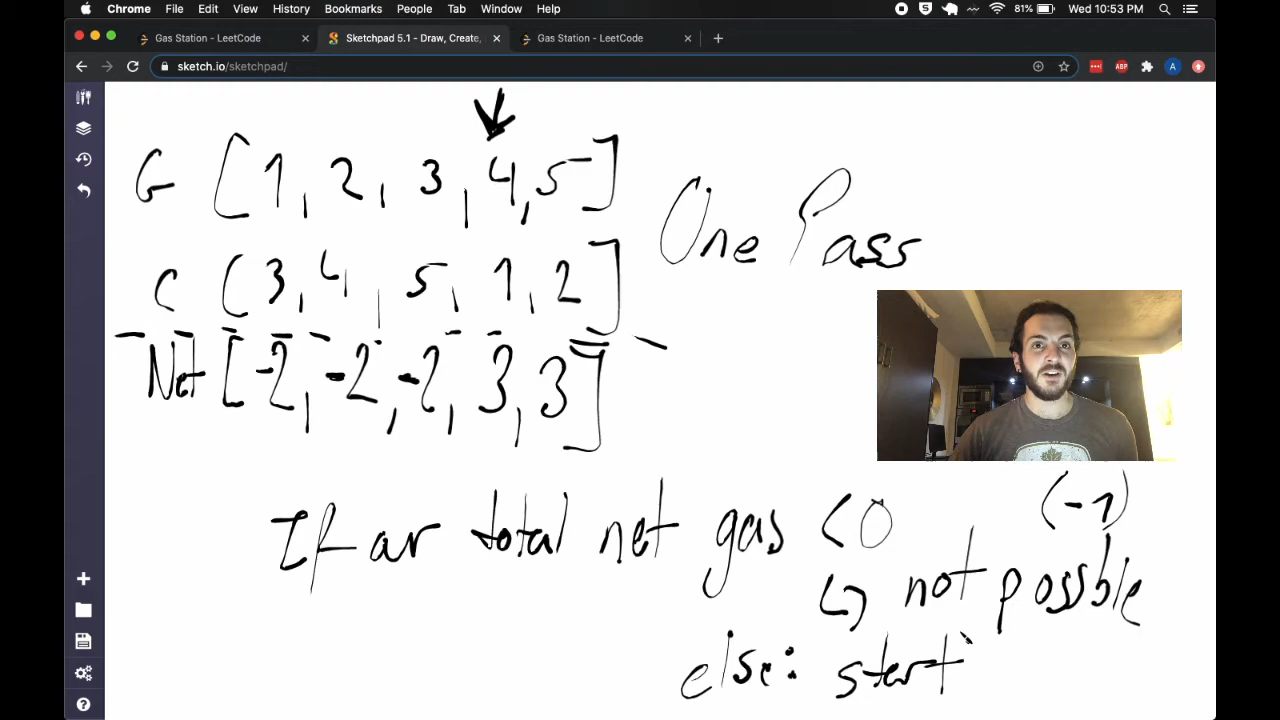 Chrome File Edit View History Bookmarks People Tab Window Help 81% Wed 10:53 PM
Gas Station - LeetCode
Sketchpad 5.1 - Draw, Create,
Gas Station - LeetCode
sketch.io/sketchpad/
ABP
A
G [1, 2, 3, 4, 5]
One Pass
C [3, 4, 5, 1, 2]
Net [-2, -2, -2, 3, 3]
If our total net gas < 0 (-1)
↳ not possble
else: start